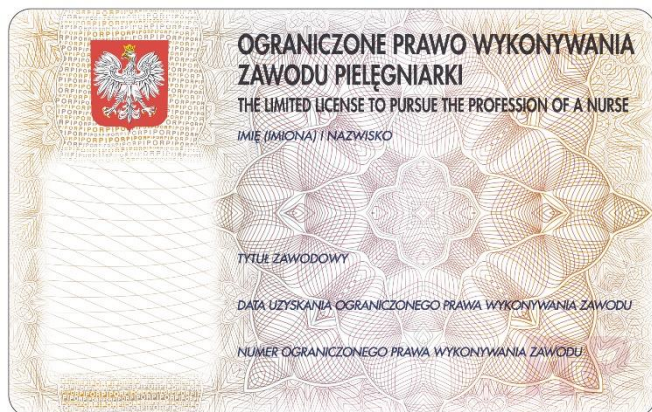 OGRANICZONE PRAWO WYKONYWANIA
ZAWODU PIELĘGNIARKI
THE LIMITED LICENSE TO PURSUE THE PROFESSION OF A NURSE
IMIĘ (IMIONA) I NAZWISKO
TYTUŁ ZAWODOWY
DATA UZYSKANIA OGRANICZONEGO PRAWA WYKONYWANIA ZAWODU
NUMER OGRANICZONEGO PRAWA WYKONYWANIA ZAWODU